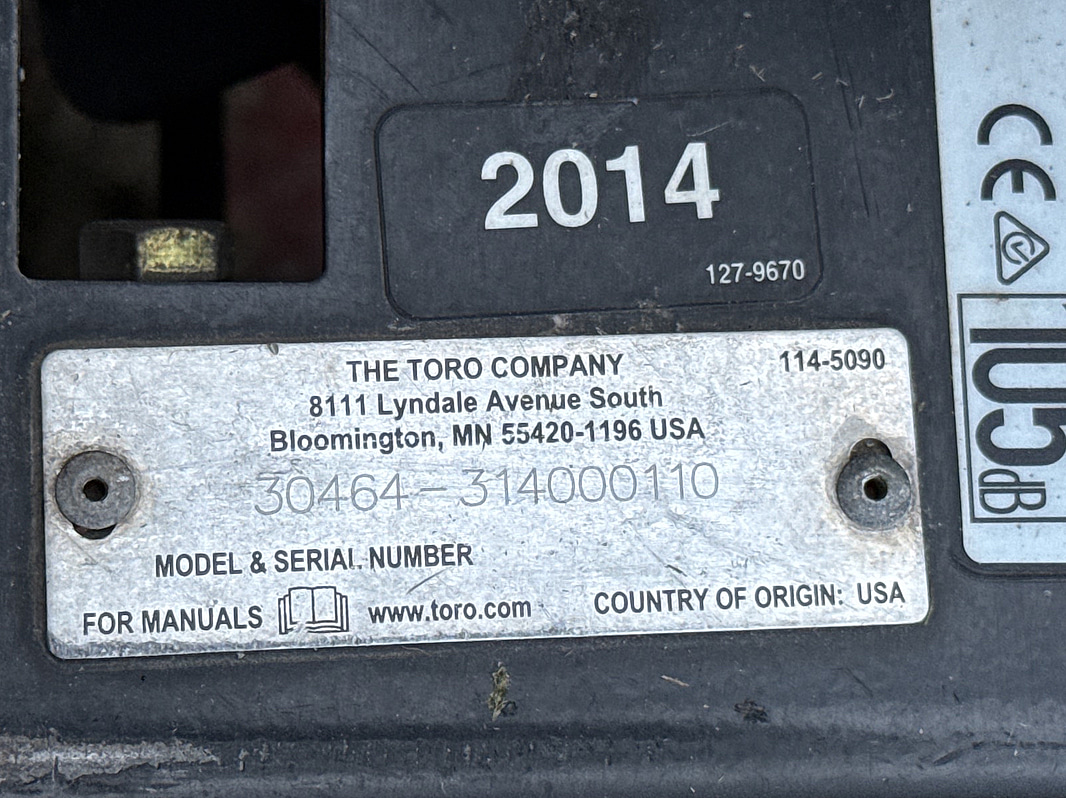 2014
127-9670
THE TORO COMPANY
114-5090
8111 Lyndale Avenue South
Bloomington, MN 55420-1196 USA
30464-314000110
MODEL & SERIAL NUMBER
FOR MANUALS www.toro.com
COUNTRY OF ORIGIN: USA
CE
105
dB